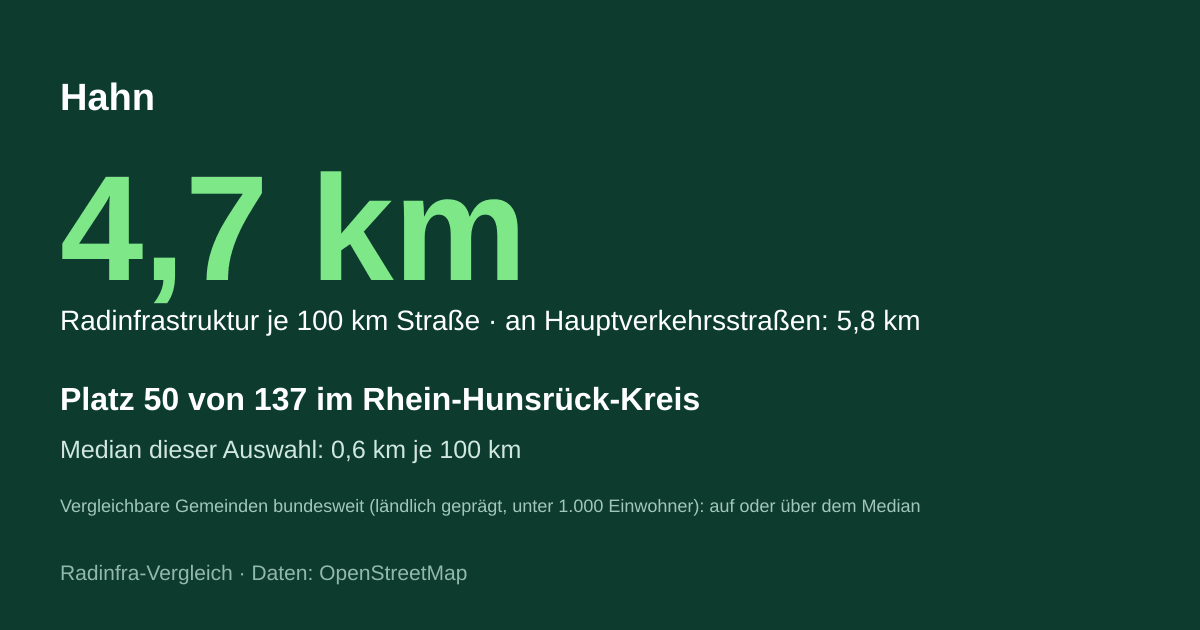 Hahn
4,7 km
Radinfrastruktur je 100 km Straße · an Hauptverkehrsstraßen: 5,8 km
Platz 50 von 137 im Rhein-Hunsrück-Kreis
Median dieser Auswahl: 0,6 km je 100 km
Vergleichbare Gemeinden bundesweit (ländlich geprägt, unter 1.000 Einwohner): auf oder über dem Median
Radinfra-Vergleich · Daten: OpenStreetMap